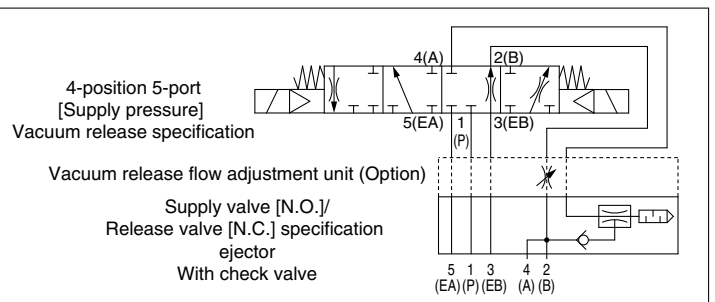 4-position 5-port
[Supply pressure]
Vacuum release specification
4(A)
2(B)
5(EA)
1
(P)
3(EB)
Vacuum release flow adjustment unit (Option)
Supply valve [N.O.]/
Release valve [N.C.] specification
ejector
With check valve
5 1 3 4 2
(EA) (P) (EB) (A) (B)